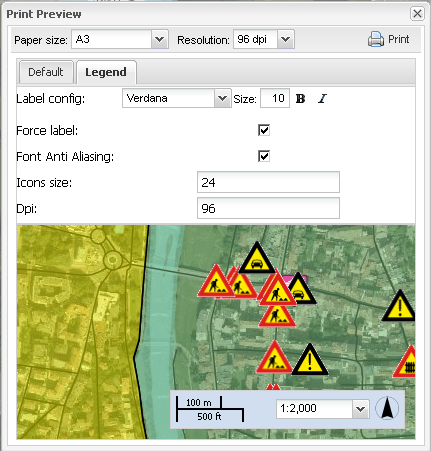 Print Preview
Paper size: A3 Resolution: 96 dpi Print
Default Legend
Label config: Verdana Size: 10 B I
Force label:
Font Anti Aliasing:
Icons size: 24
Dpi: 96
100 m
500 ft
1:2,000